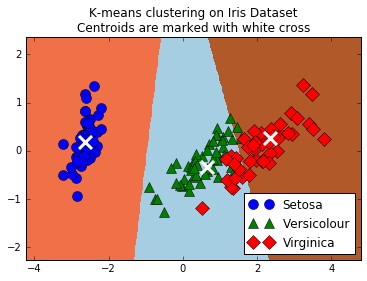 K-means clustering on Iris Dataset
Centroids are marked with white cross
2
1
0
−1
−2
−4
−2
0
2
4
Setosa
Versicolour
Virginica